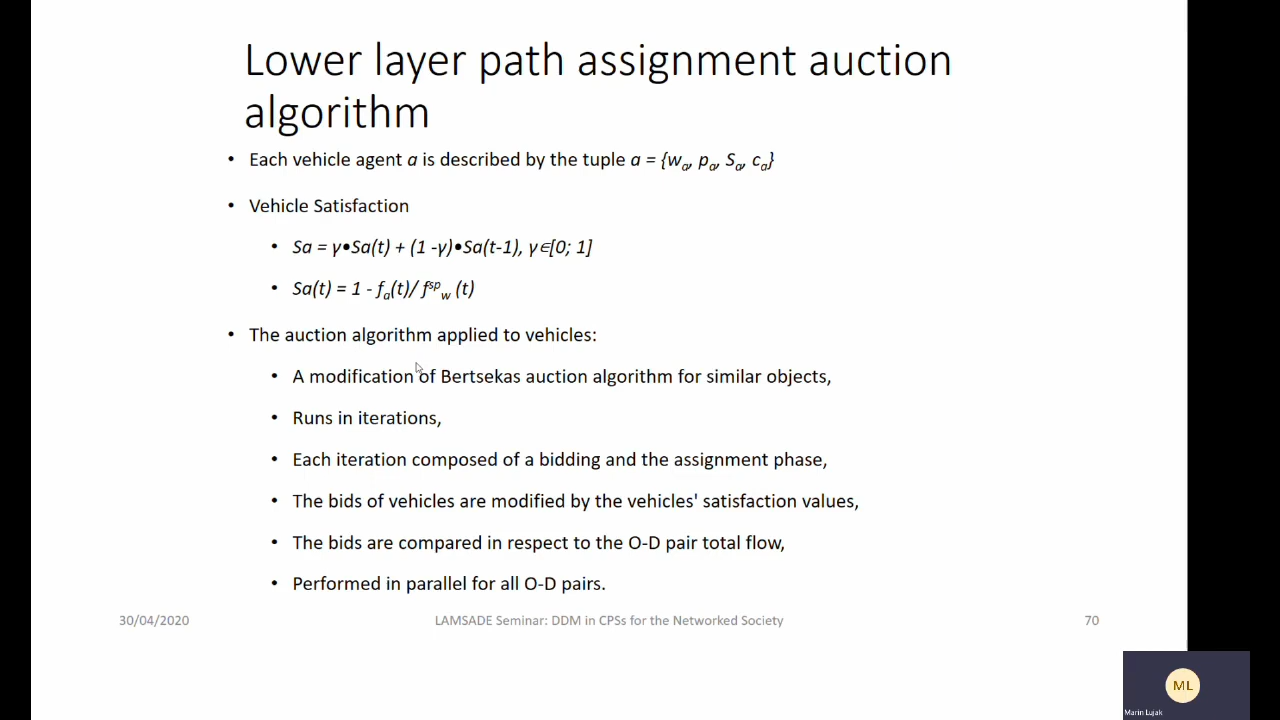 Lower layer path assignment auction
algorithm
• Each vehicle agent a is described by the tuple a = {wa, pa, Sa, ca}
• Vehicle Satisfaction
• Sa = γ•Sa(t) + (1 -γ)•Sa(t-1), γ∈[0; 1]
• Sa(t) = 1 - fa(t)/ f^sp_w (t)
• The auction algorithm applied to vehicles:
• A modification of Bertsekas auction algorithm for similar objects,
• Runs in iterations,
• Each iteration composed of a bidding and the assignment phase,
• The bids of vehicles are modified by the vehicles' satisfaction values,
• The bids are compared in respect to the O-D pair total flow,
• Performed in parallel for all O-D pairs.
30/04/2020 LAMSADE Seminar: DDM in CPSs for the Networked Society 70
ML
Marin Lujak